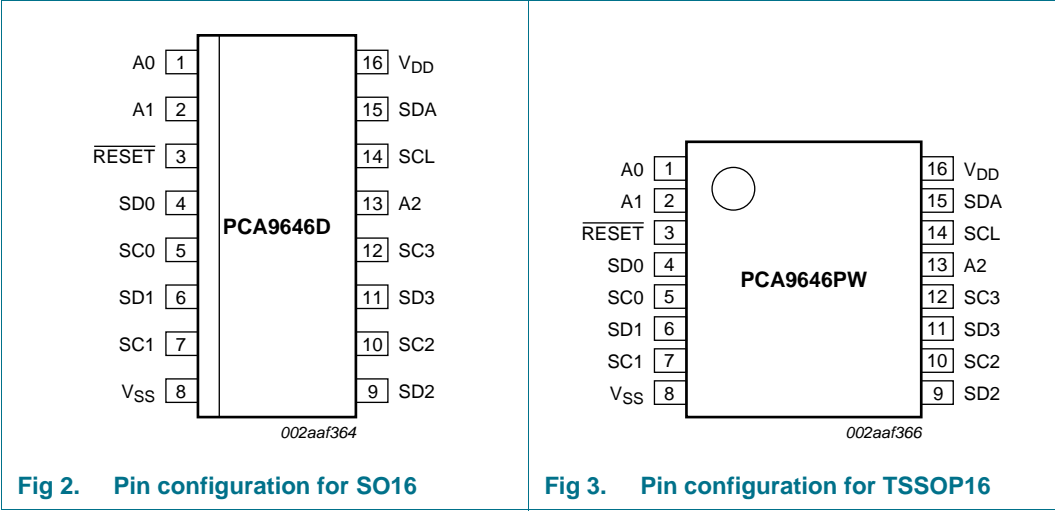 A0 1
A1 2
RESET 3
SD0 4
SC0 5
SD1 6
SC1 7
VSS 8
PCA9646D
16 VDD
15 SDA
14 SCL
13 A2
12 SC3
11 SD3
10 SC2
9 SD2
002aaf364
Fig 2. Pin configuration for SO16
A0 1
A1 2
RESET 3
SD0 4
SC0 5
SD1 6
SC1 7
VSS 8
PCA9646PW
16 VDD
15 SDA
14 SCL
13 A2
12 SC3
11 SD3
10 SC2
9 SD2
002aaf366
Fig 3. Pin configuration for TSSOP16